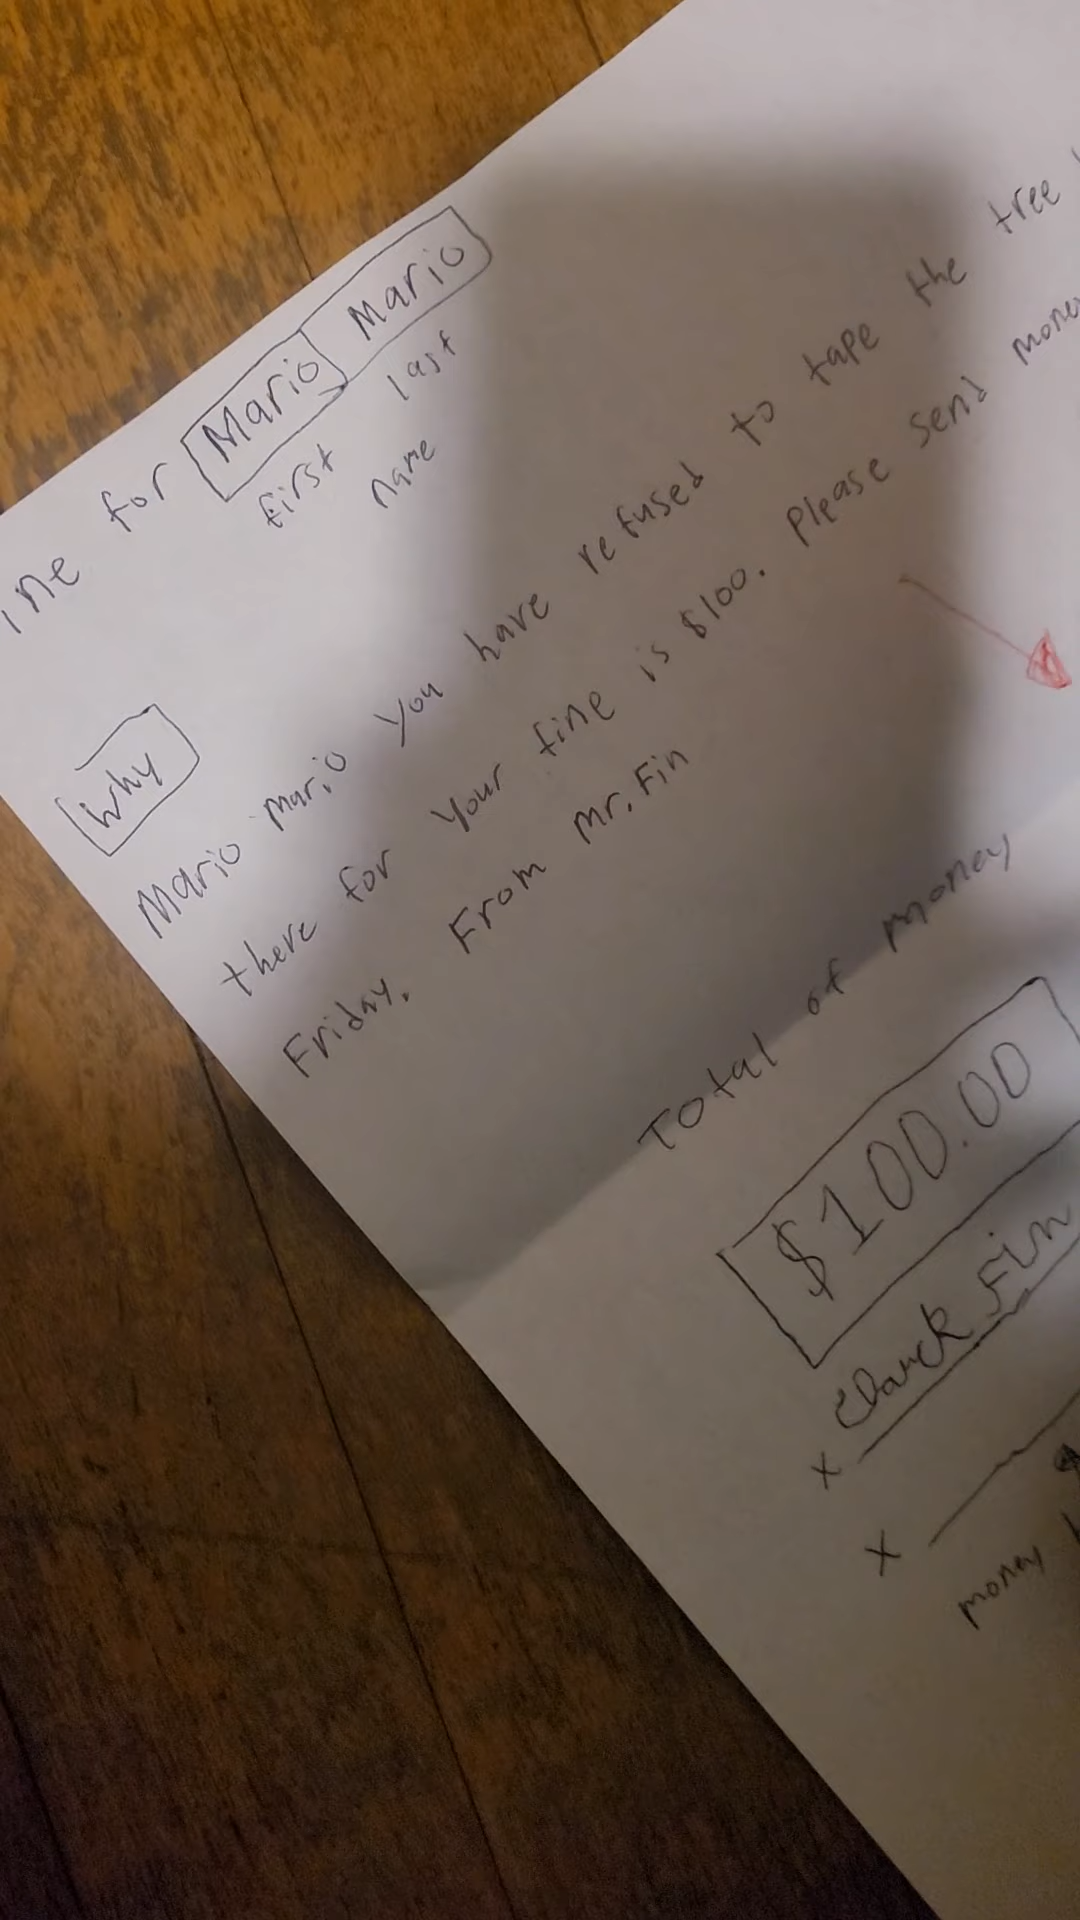 ine for Mario Mario
first last
name
Why
Mario Mario you have refused to tape the tree
there for your fine is $100. Please send mone
Friday. From Mr. Fin
Total of money
$100.00
x Fin
x
money